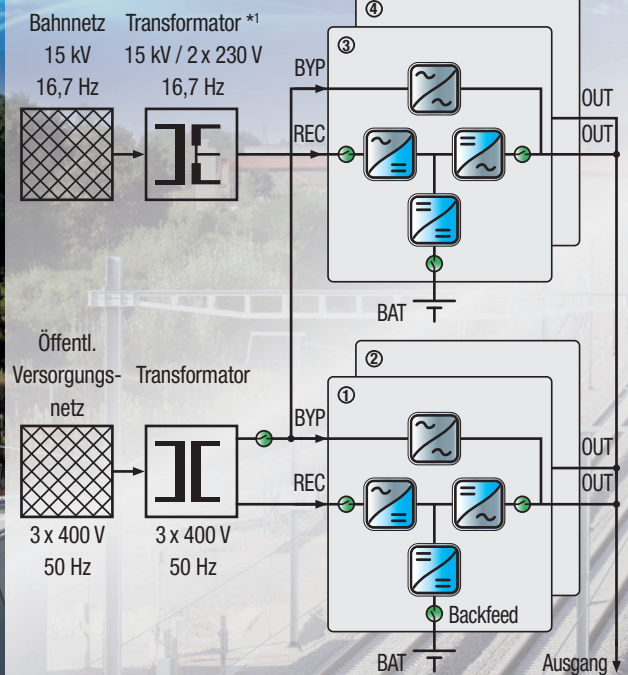 Bahnnetz
15 kV
16,7 Hz
Transformator *1
15 kV / 2 x 230 V
16,7 Hz
④
③
BYP
REC
OUT
OUT
BAT
Öffentl.
Versorgungs-
netz
3 x 400 V
50 Hz
Transformator
3 x 400 V
50 Hz
②
①
BYP
REC
OUT
OUT
Backfeed
BAT
Ausgang